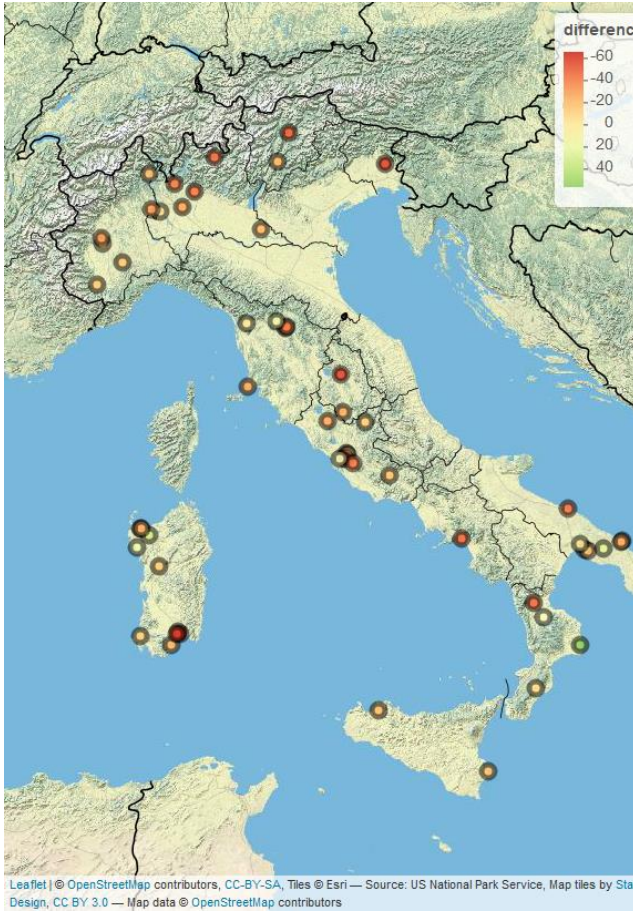 differenc
-60
-40
-20
0
20
40
Leaflet | © OpenStreetMap contributors, CC-BY-SA, Tiles © Esri — Source: US National Park Service, Map tiles by Sta
Design, CC BY 3.0 — Map data © OpenStreetMap contributors